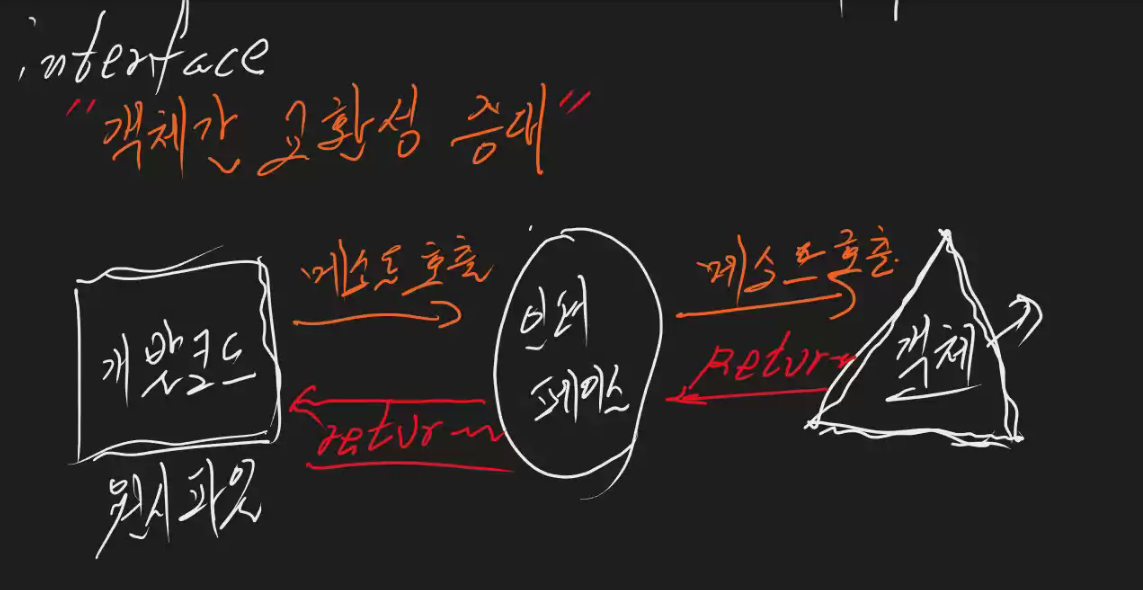 interface
"객체간 교환성 증대"
메소드호출
메소드호출
인터
페이스
개발코드
객체
return
return
원시파일